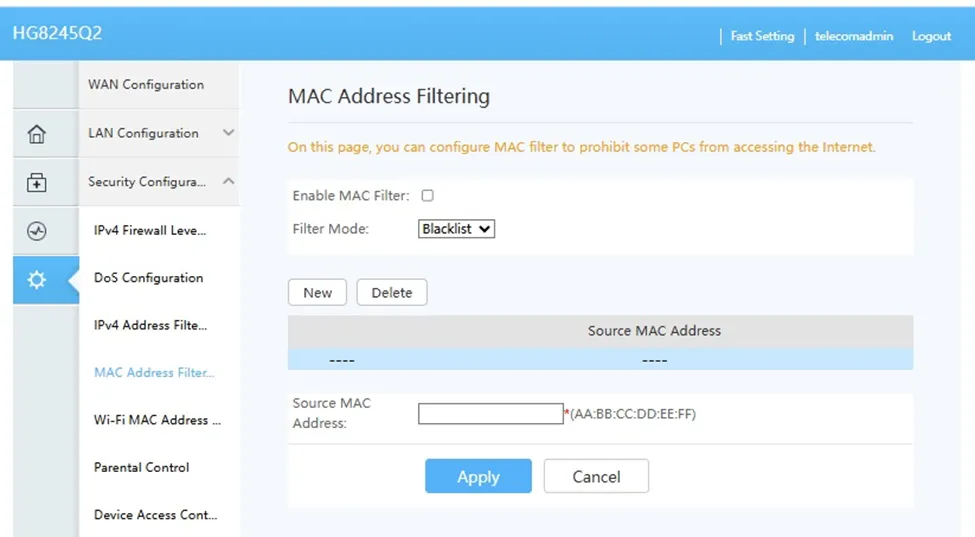 HG8245Q2
Fast Setting
telecomadmin
Logout
WAN Configuration
LAN Configuration
Security Configura...
IPv4 Firewall Leve...
DoS Configuration
IPv4 Address Filte...
MAC Address Filter...
Wi-Fi MAC Address ...
Parental Control
Device Access Cont...
MAC Address Filtering
On this page, you can configure MAC filter to prohibit some PCs from accessing the Internet.
Enable MAC Filter:
Filter Mode: Blacklist
New Delete
Source MAC Address
---- ----
Source MAC
Address:
*(AA:BB:CC:DD:EE:FF)
Apply Cancel